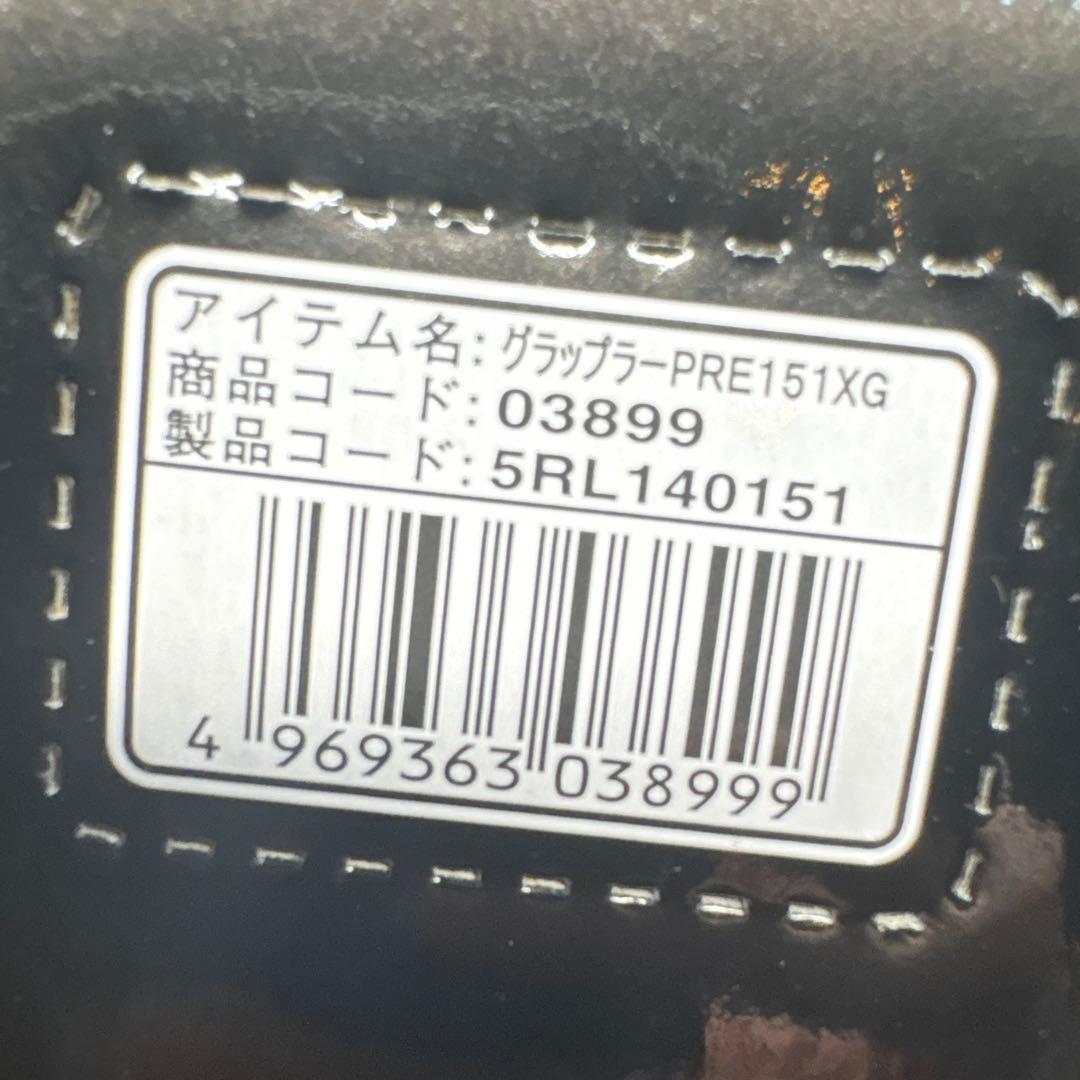 アイテム名：グラップラーPRE151XG
商品コード：03899
製品コード：5RL140151
4 969363 038999